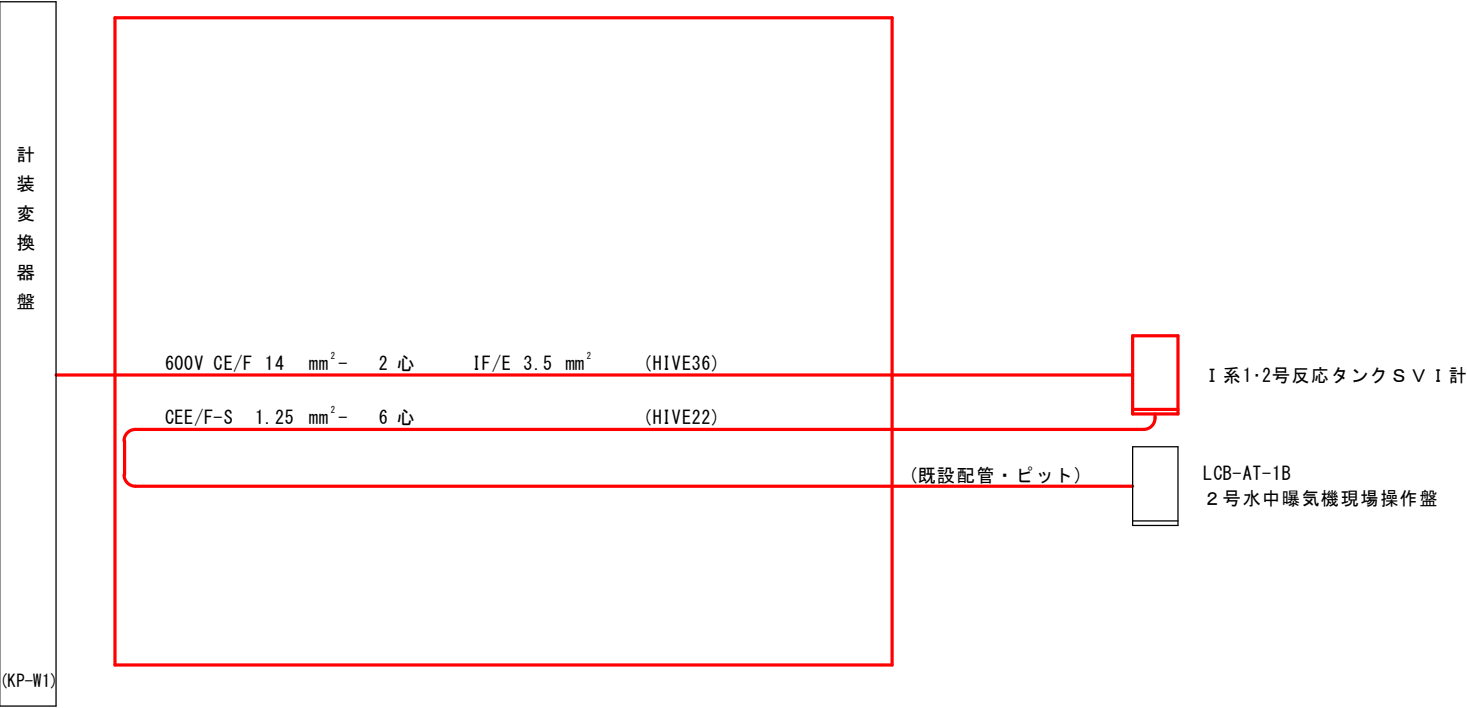 計装変換器盤
600V CE/F 14 mm²- 2 心 IF/E 3.5 mm² (HIVE36)
Ⅰ系1･2号反応タンクＳＶＩ計
CEE/F-S 1.25 mm²- 6 心 (HIVE22)
(既設配管・ピット)
LCB-AT-1B
２号水中曝気機現場操作盤
(KP-W1)